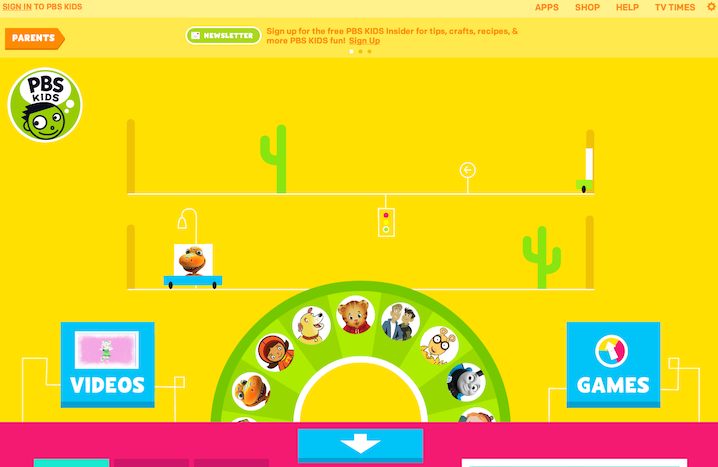 SIGN IN TO PBS KIDS
APPS SHOP HELP TV TIMES
PARENTS
NEWSLETTER
Sign up for the free PBS KIDS Insider for tips, crafts, recipes, &
more PBS KIDS fun! Sign Up
PBS
KIDS
VIDEOS
GAMES